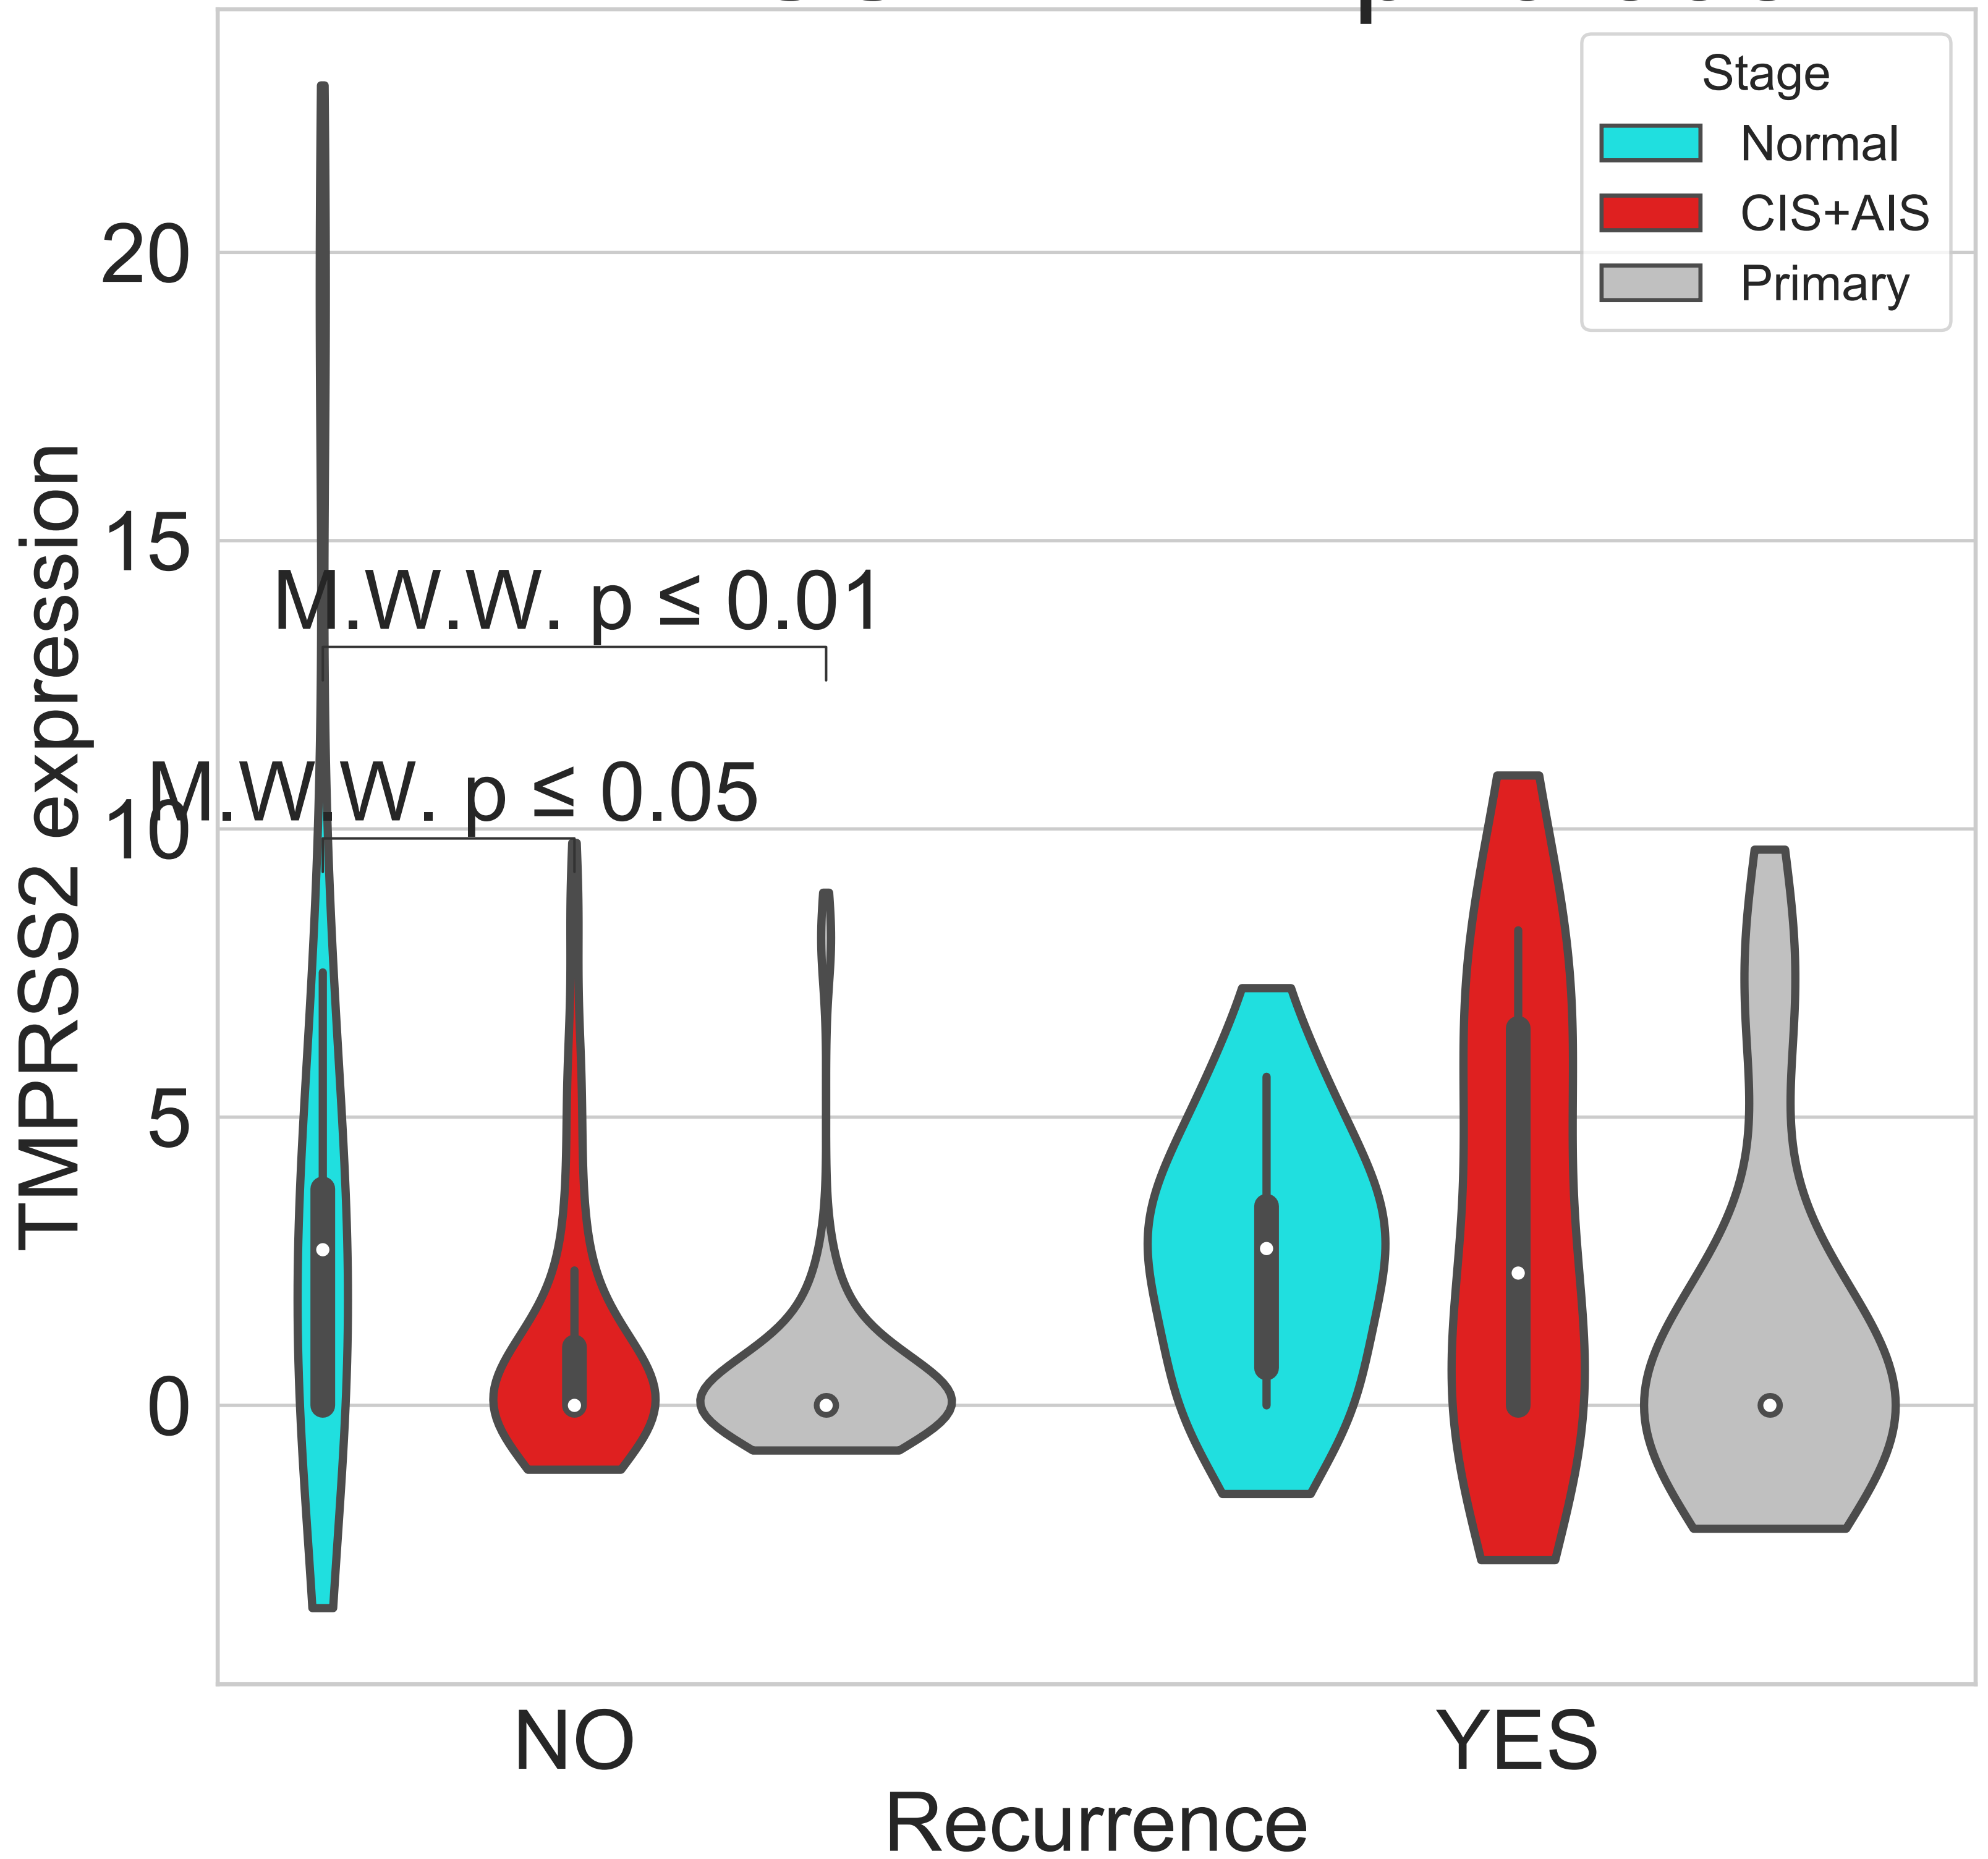 Stage
Normal
CIS+AIS
Primary
TMPRSS2 expression
20
15
10
5
0
M.W.W. p ≤ 0.01
M.W.W. p ≤ 0.05
NO
YES
Recurrence